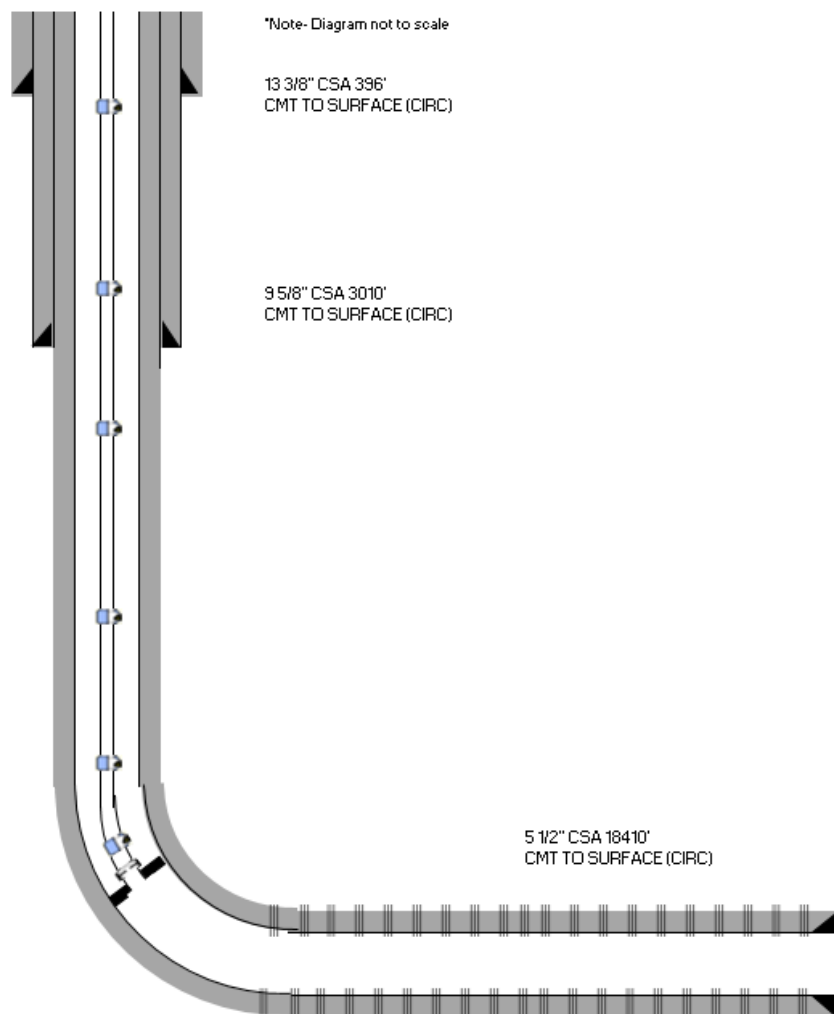 "Note- Diagram not to scale
13 3/8" CSA 396'
CMT TO SURFACE (CIRC)
9 5/8" CSA 3010'
CMT TO SURFACE (CIRC)
5 1/2" CSA 18410'
CMT TO SURFACE (CIRC)